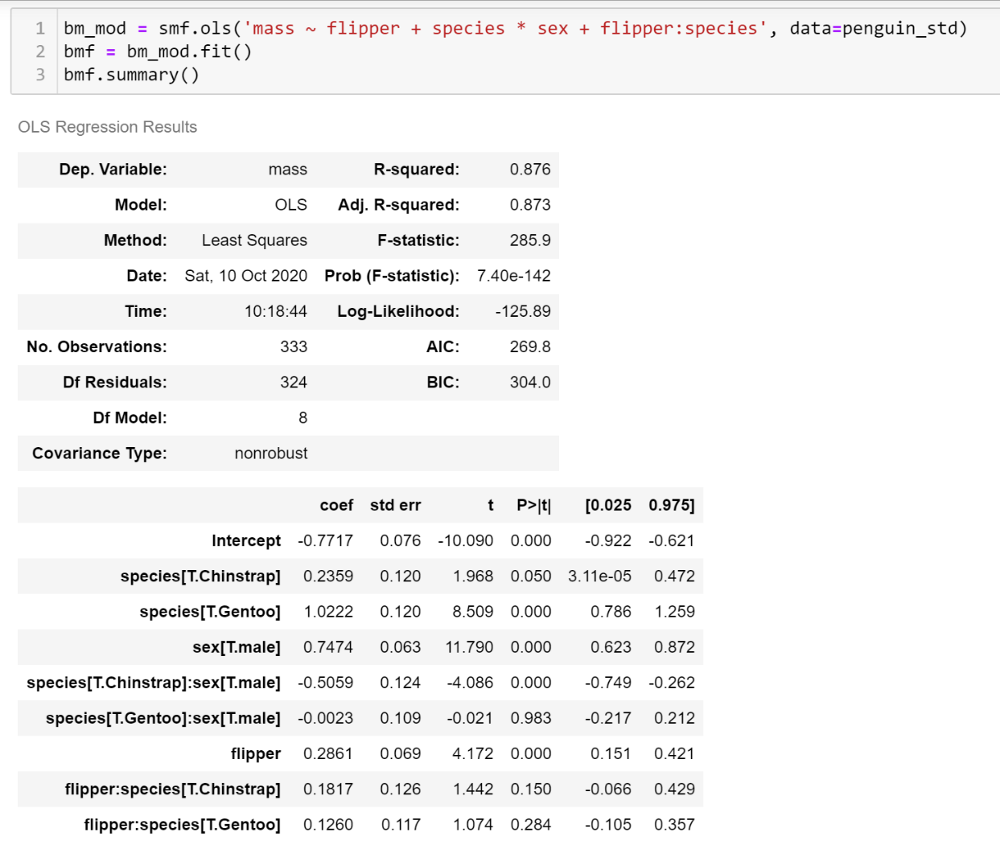 1 bm_mod = smf.ols('mass ~ flipper + species * sex + flipper:species', data=penguin_std)
2 bmf = bm_mod.fit()
3 bmf.summary()
OLS Regression Results
Dep. Variable: mass R-squared: 0.876
Model: OLS Adj. R-squared: 0.873
Method: Least Squares F-statistic: 285.9
Date: Sat, 10 Oct 2020 Prob (F-statistic): 7.40e-142
Time: 10:18:44 Log-Likelihood: -125.89
No. Observations: 333 AIC: 269.8
Df Residuals: 324 BIC: 304.0
Df Model: 8
Covariance Type: nonrobust
coef std err t P>|t| [0.025 0.975]
Intercept -0.7717 0.076 -10.090 0.000 -0.922 -0.621
species[T.Chinstrap] 0.2359 0.120 1.968 0.050 3.11e-05 0.472
species[T.Gentoo] 1.0222 0.120 8.509 0.000 0.786 1.259
sex[T.male] 0.7474 0.063 11.790 0.000 0.623 0.872
species[T.Chinstrap]:sex[T.male] -0.5059 0.124 -4.086 0.000 -0.749 -0.262
species[T.Gentoo]:sex[T.male] -0.0023 0.109 -0.021 0.983 -0.217 0.212
flipper 0.2861 0.069 4.172 0.000 0.151 0.421
flipper:species[T.Chinstrap] 0.1817 0.126 1.442 0.150 -0.066 0.429
flipper:species[T.Gentoo] 0.1260 0.117 1.074 0.284 -0.105 0.357